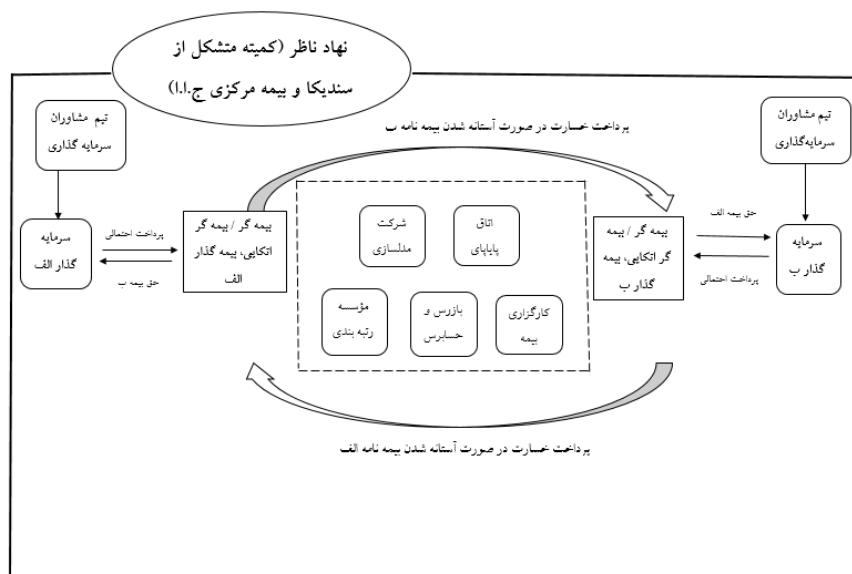 نهاد ناظر (کمیته متشکل از
سندیکا و بیمه مرکزی ج.ا.ا)
تیم مشاوران
سرمایه‌گذاری
تیم مشاوران
سرمایه گذاری
پرداخت خسارت در صورت آستانه شدن بیمه نامه ب
سرمایه
گذار ب
حق بیمه الف
پرداخت احتمالی
بیمه گر / بیمه
گر اتکایی، بیمه
گذار ب
اتاق
پایاپای
شرکت
مدلسازی
کارگزاری
بیمه
بازرس و
حسابرس
مؤسسه
رتبه بندی
بیمه گر / بیمه گر
اتکایی، بیمه گذار
الف
پرداخت احتمالی
حق بیمه ب
سرمایه
گذار الف
پرداخت خسارت در صورت آستانه شدن بیمه نامه الف